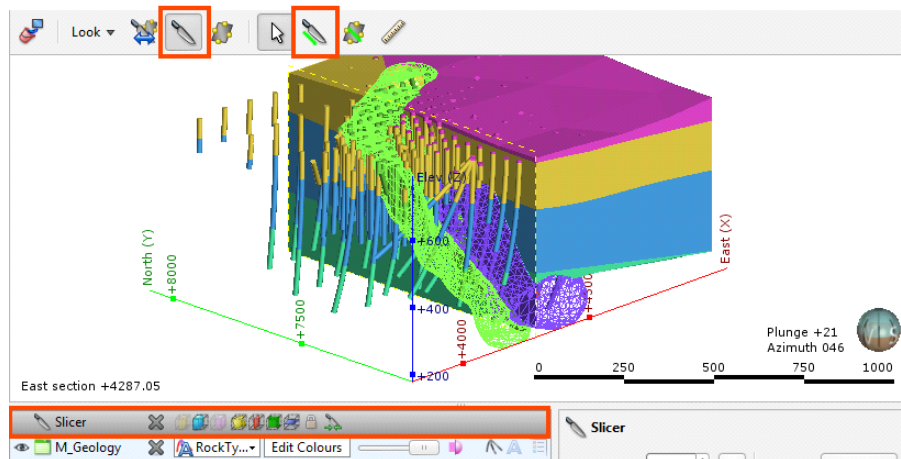 Look
Elev (Z)
East (X)
North (Y)
+8000
+7500
+600
+400
+200
+4000
Plunge +21
Azimuth 046
0 250 500 750 1000
East section +4287.05
Slicer
Slicer
M_Geology RockTy... Edit Colours